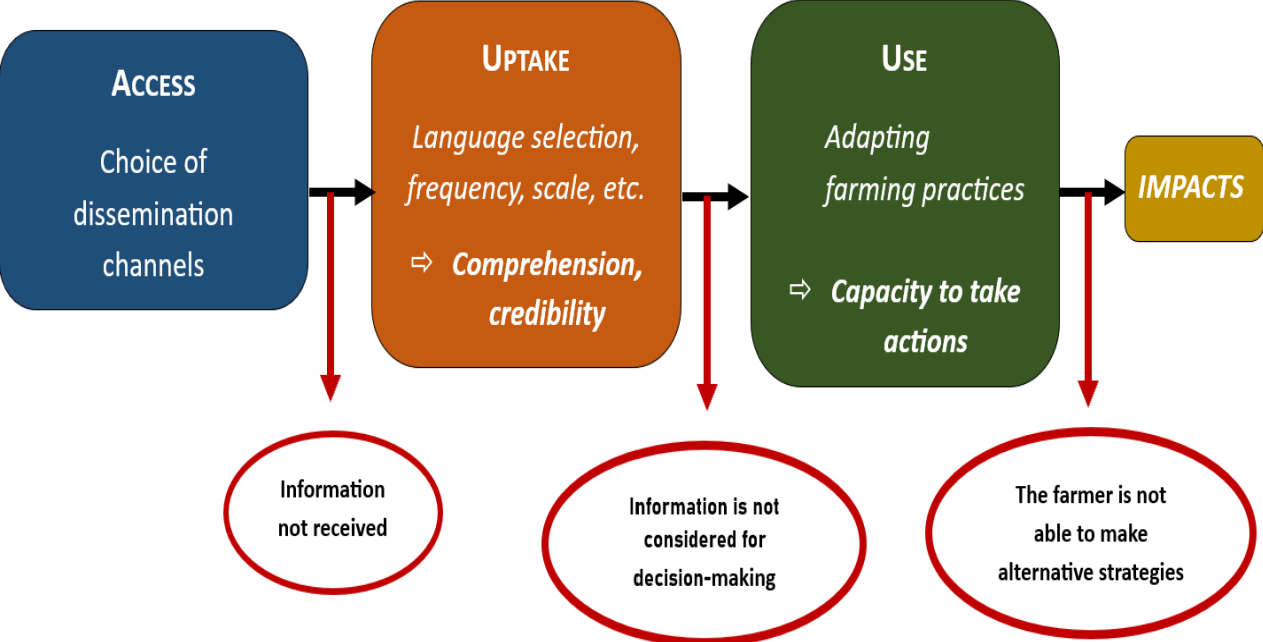 ACCESS
Choice of
dissemination
channels
UPTAKE
Language selection,
frequency, scale, etc.
⇨ Comprehension,
credibility
USE
Adapting
farming practices
⇨ Capacity to take
actions
IMPACTS
Information
not received
Information is not
considered for
decision-making
The farmer is not
able to make
alternative strategies